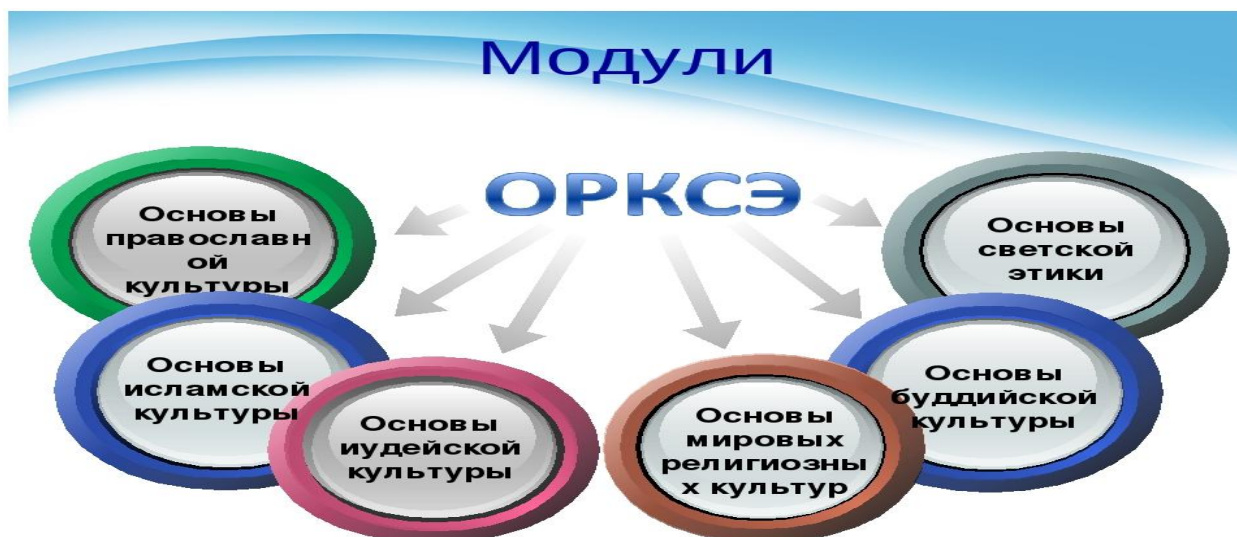 Модули
ОРКСЭ
Основы
православн
ой
культуры
Основы
исламской
культуры
Основы
иудейской
культуры
Основы
мировых
религиозны
х культур
Основы
буддийской
культуры
Основы
светской
этики